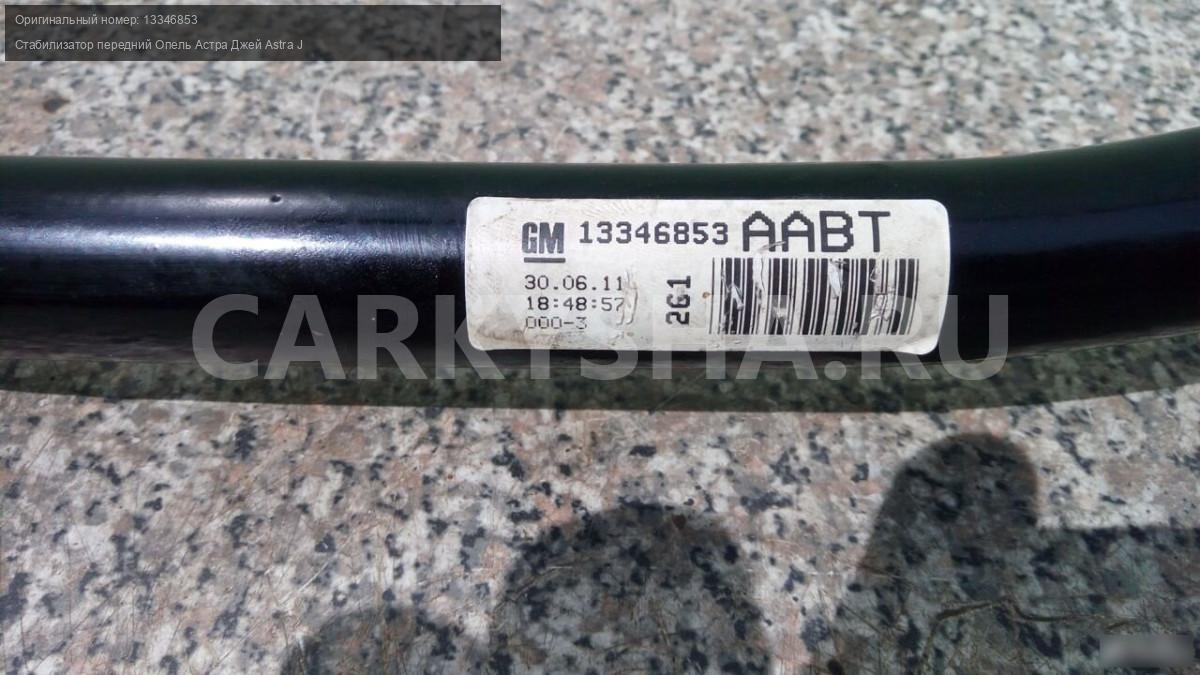 Оригинальный номер: 13346853
Стабилизатор передний Опель Астра Джей Astra J
GM 13346853 AABT
30.06.11
18:48:57
000-3
2G1
CARKYSHA.RU